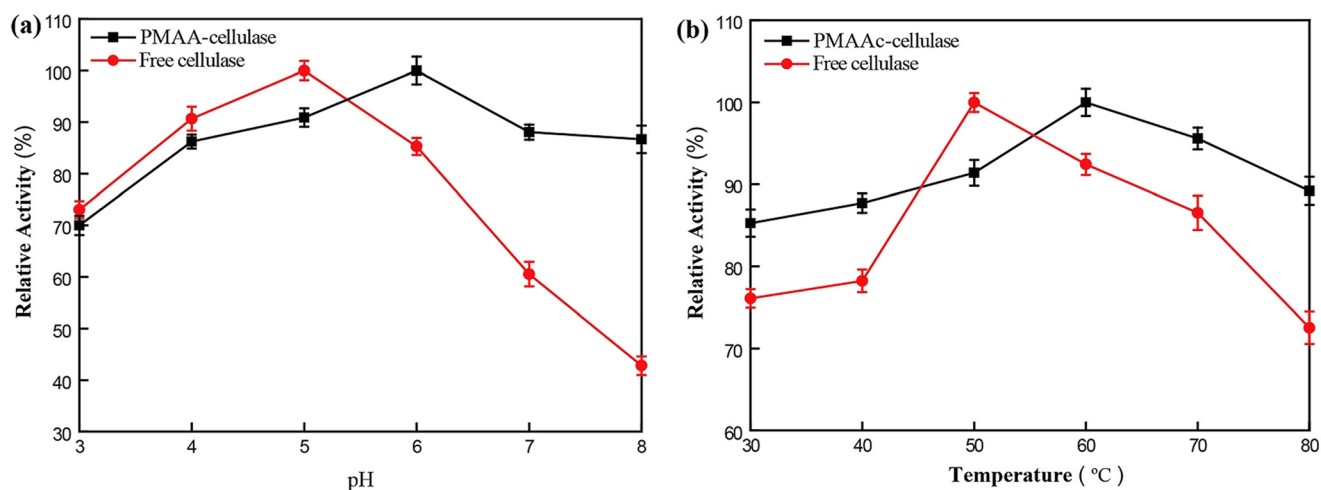 (a)
PMAA-cellulase
Free cellulase
Relative Activity (%)
110
100
90
80
70
60
50
40
30
3 4 5 6 7 8
pH
(b)
PMAAc-cellulase
Free cellulase
Relative Activity (%)
110
100
90
80
70
60
30 40 50 60 70 80
Temperature ( ºC)